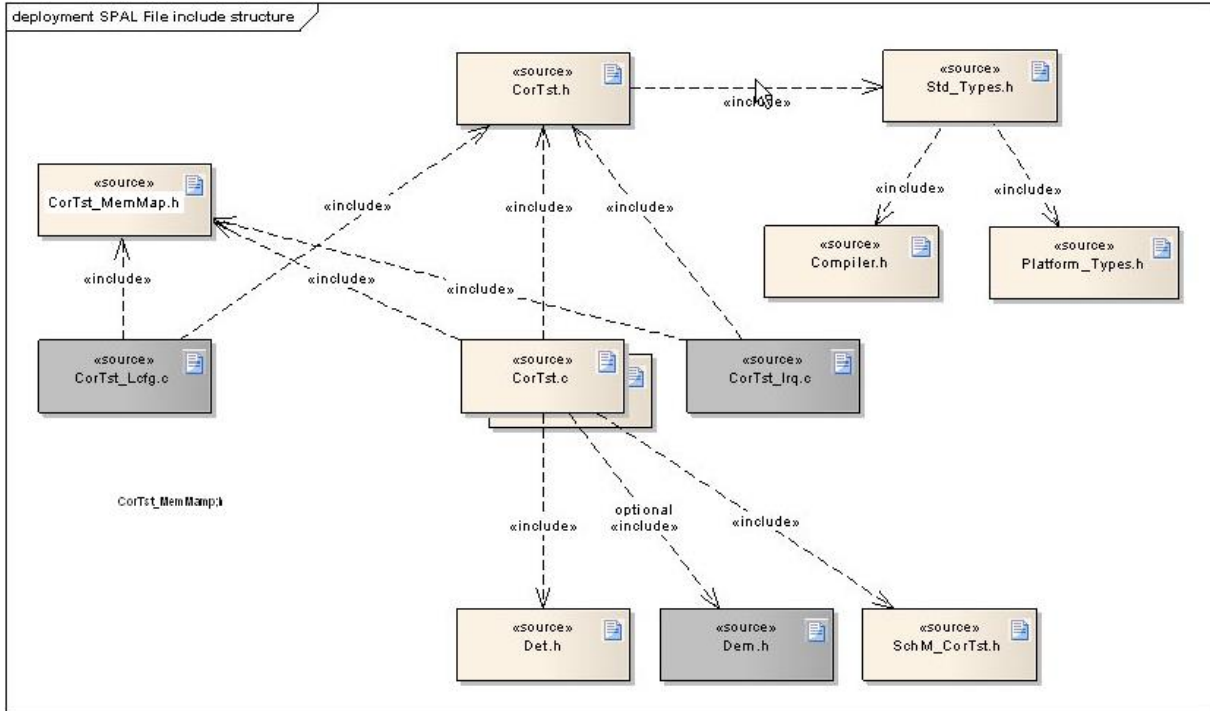 deployment SPAL File include structure
«source»
CorTst.h
«include»
«source»
Std_Types.h
«source»
CorTst_MemMap.h
«include»
«include»
«include»
«include»
«include»
«include»
«include»
«include»
«source»
Compiler.h
«source»
Platform_Types.h
«source»
CorTst_Lcfg.c
«source»
CorTst.c
«source»
CorTst_Irq.c
CorTst_MemMamp;h
«include»
optional
«include»
«include»
«source»
Det.h
«source»
Dem.h
«source»
SchM_CorTst.h